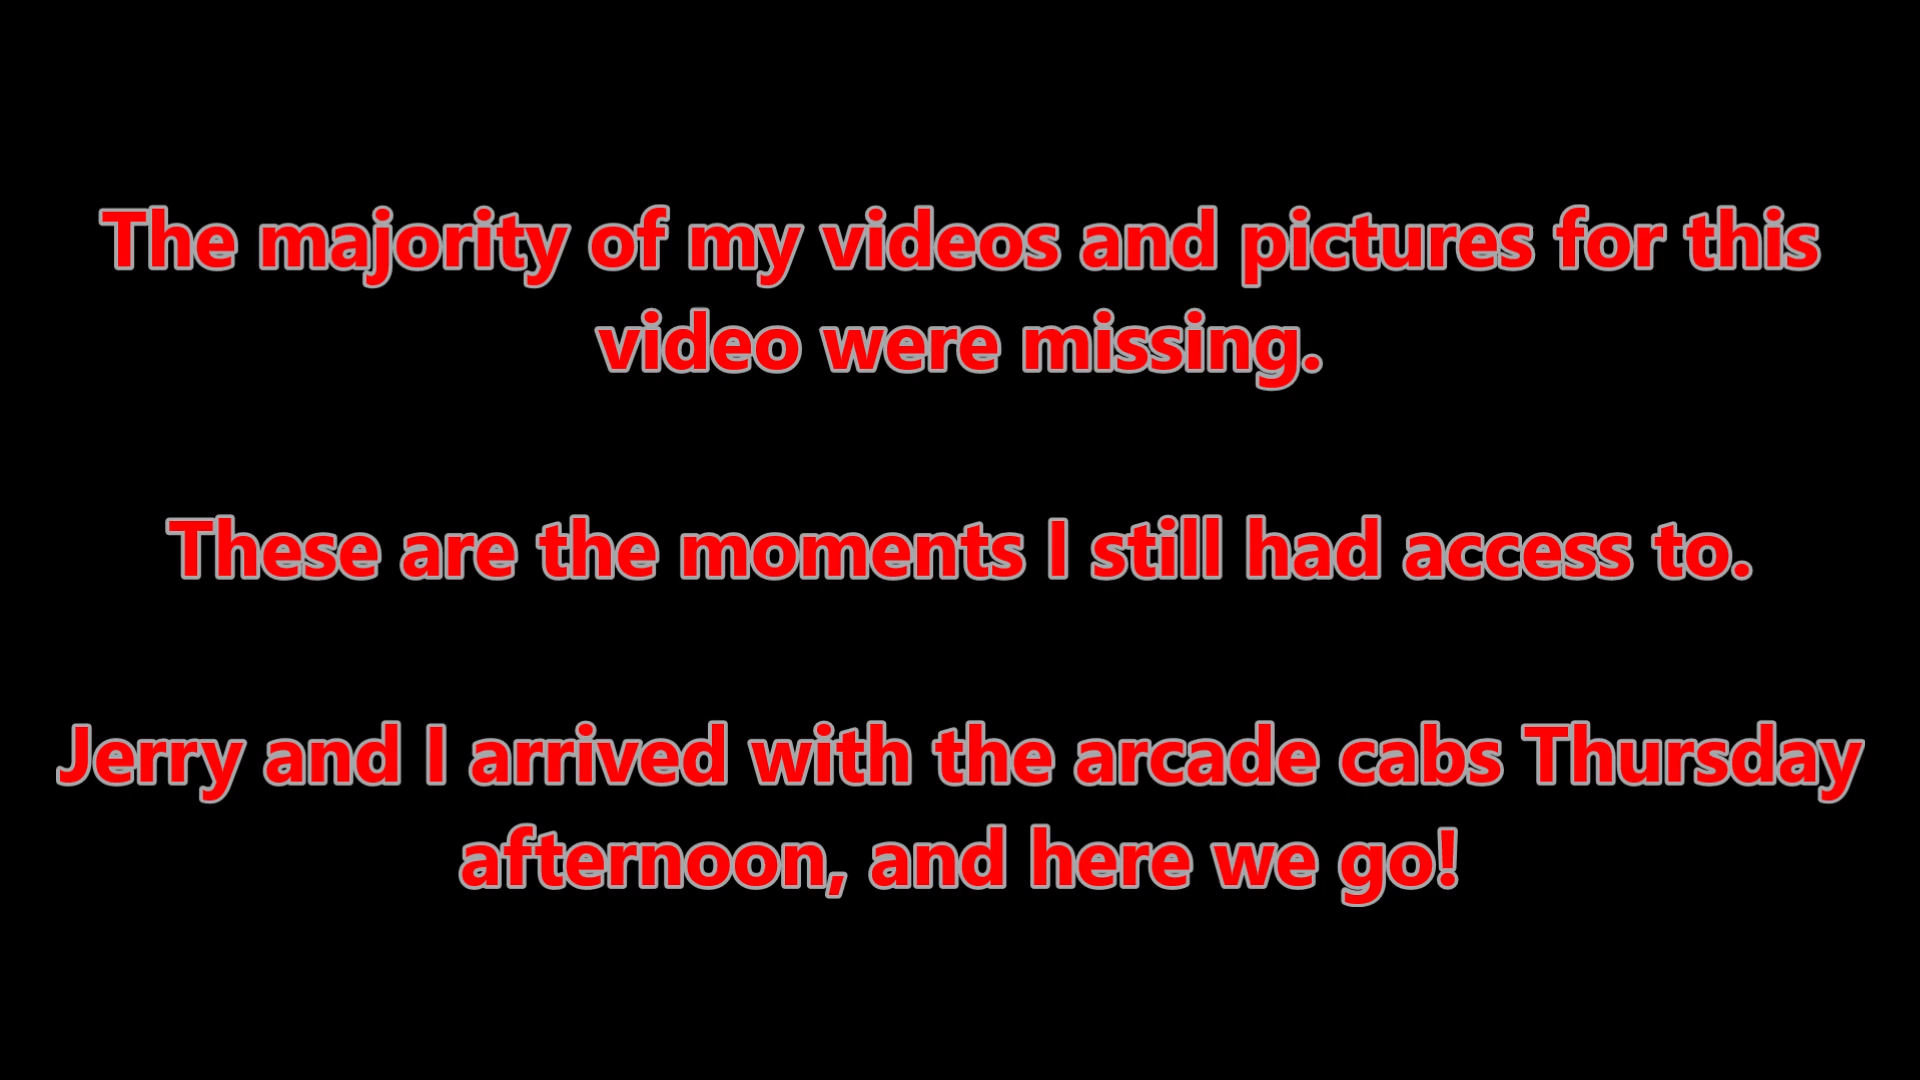 The majority of my videos and pictures for this
video were missing.
These are the moments I still had access to.
Jerry and I arrived with the arcade cabs Thursday
afternoon, and here we go!